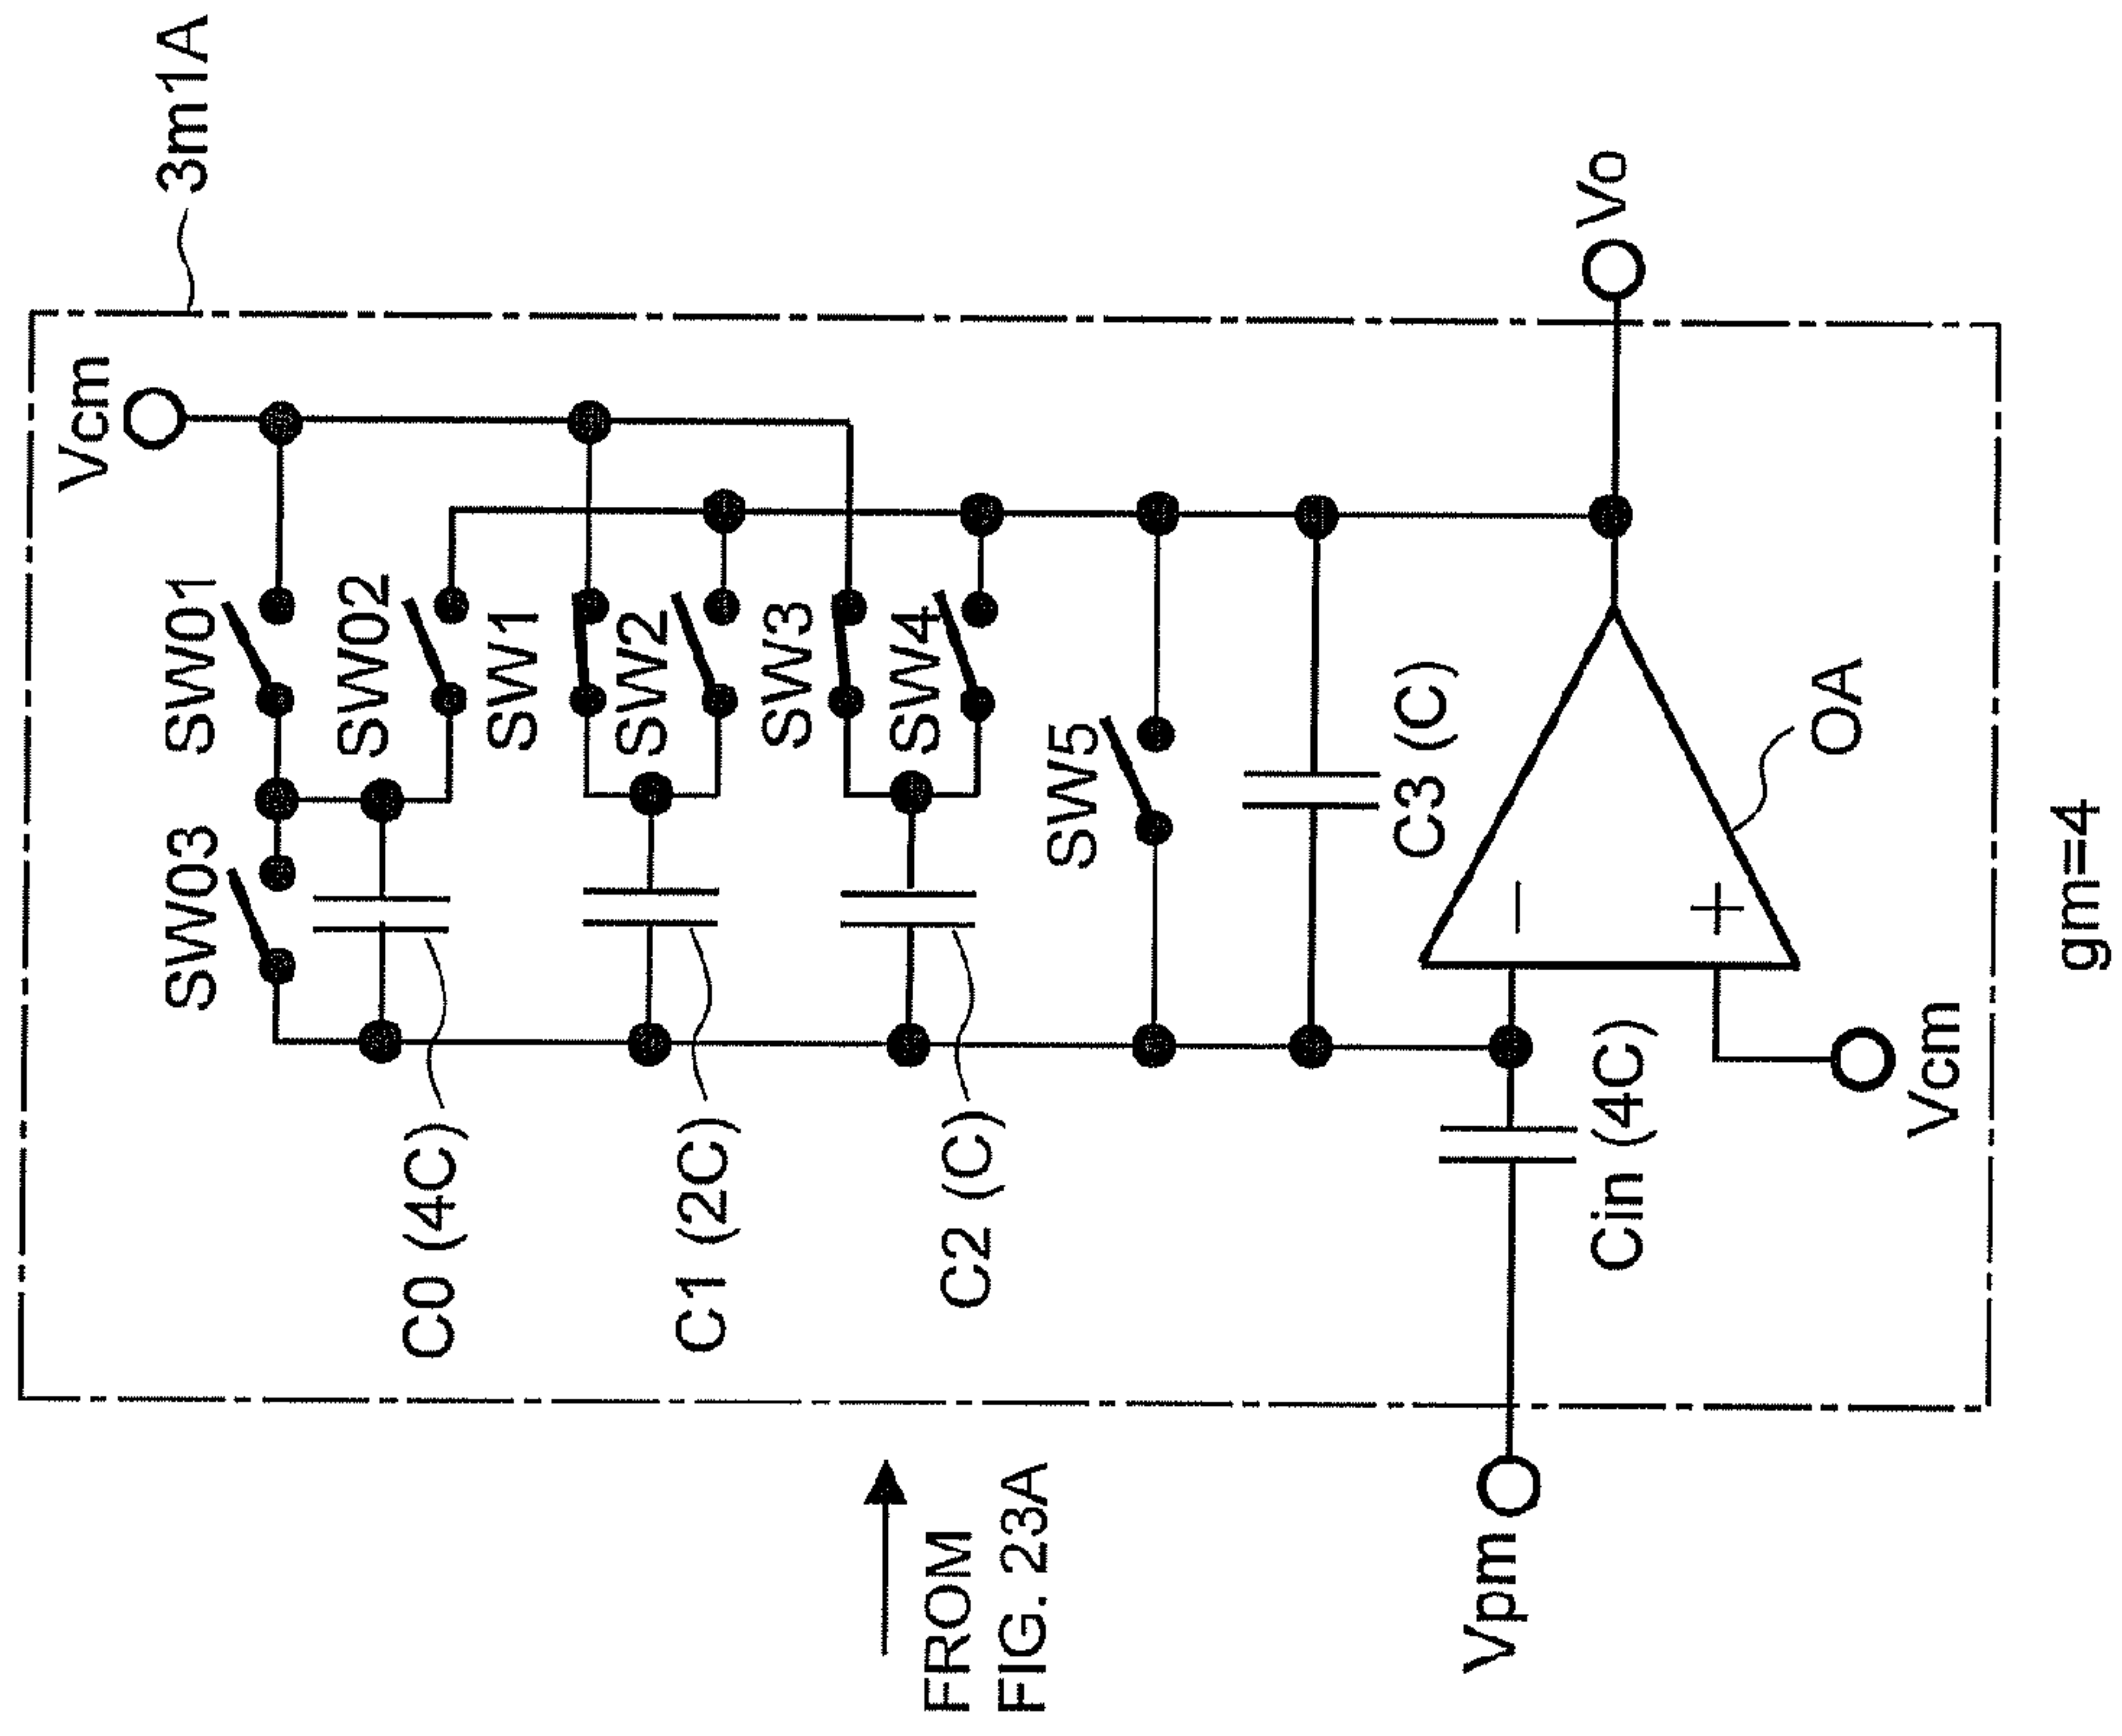 3m1A
Vcm
SW03
SW01
SW02
SW1
SW2
SW3
SW4
SW5
C0 (4C)
C1 (2C)
C2 (C)
C3 (C)
FROM
FIG. 23A
Vpm
Cin (4C)
−
+
OA
Vo
Vcm
gm=4